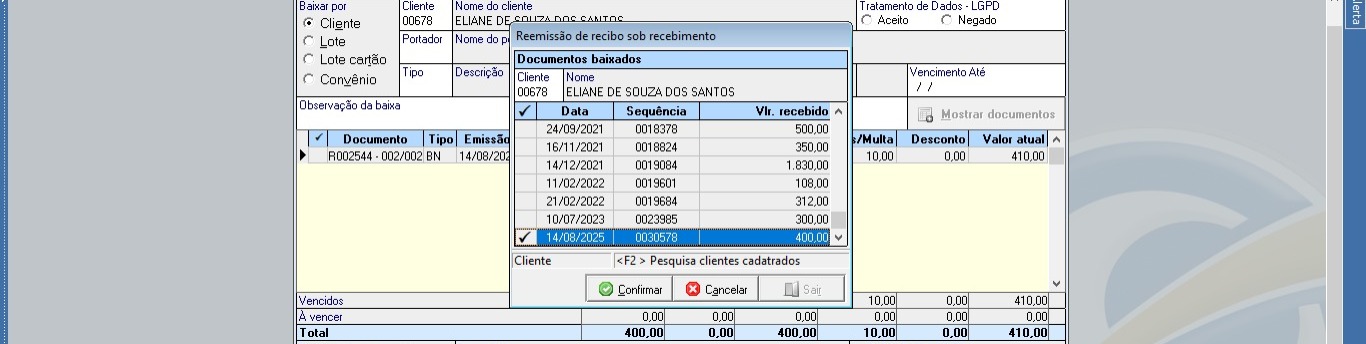 Baixar por
Cliente
Lote
Lote cartão
Convênio
Cliente
00678
Nome do cliente
ELIANE DE SOUZA DOS SANTOS
Portador
Nome do
Tipo
Descrição
Tratamento de Dados - LGPD
Aceito
Negado
Vencimento Até
/ /
Observação da baixa
Mostrar documentos
Documento Tipo Emissão
R002544 - 002/002 BN 14/08/202
s/Multa Desconto Valor atual
10,00 0,00 410,00
Reemissão de recibo sob recebimento
Documentos baixados
Cliente Nome
00678 ELIANE DE SOUZA DOS SANTOS
Data Sequência Vlr. recebido
24/09/2021 0018378 500,00
16/11/2021 0018824 350,00
14/12/2021 0019084 1.830,00
11/02/2022 0019601 108,00
21/02/2022 0019684 312,00
10/07/2023 0023985 300,00
14/08/2025 0030578 400,00
Cliente <F2 > Pesquisa clientes cadatrados
Confirmar Cancelar Sair
Vencidos 10,00 0,00 410,00
À vencer 0,00 0,00 0,00 0,00 0,00 0,00
Total 400,00 0,00 400,00 10,00 0,00 410,00
Alerta